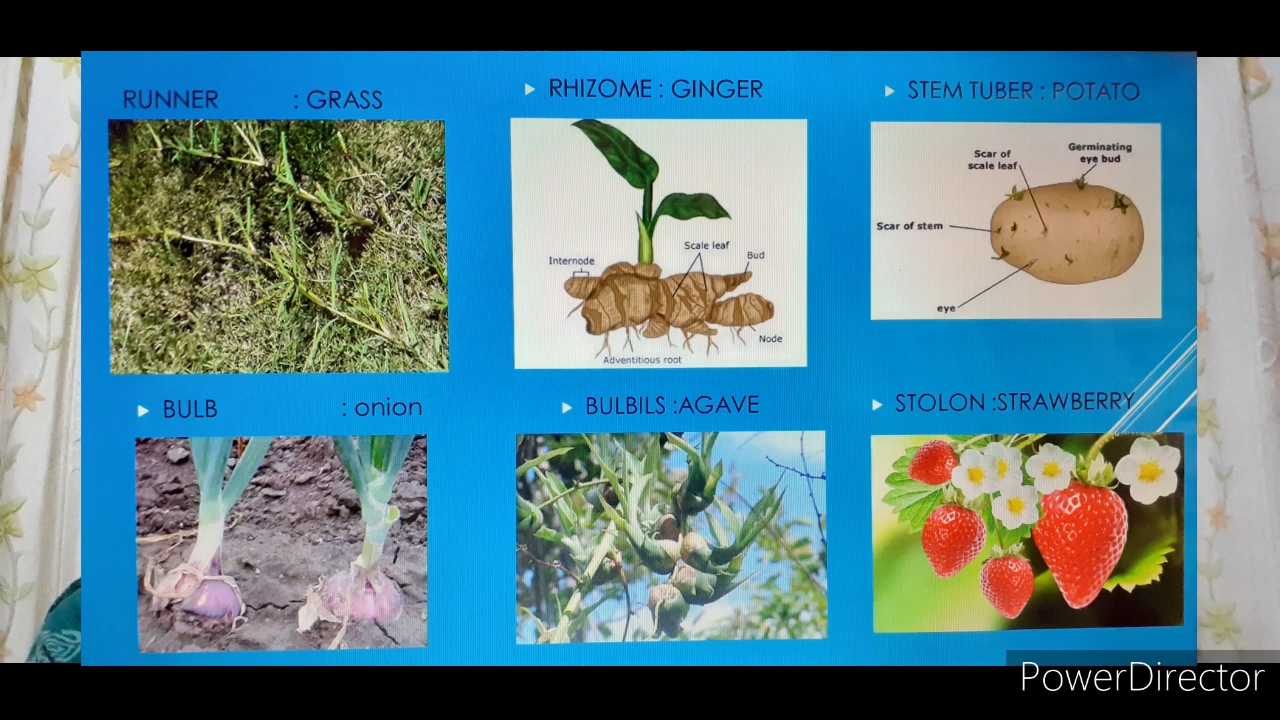 RUNNER : GRASS
RHIZOME : GINGER
STEM TUBER : POTATO
Internode
Scale leaf
Bud
Node
Adventitious root
Scar of
scale leaf
Germinating
eye bud
Scar of stem
eye
BULB : onion
BULBILS :AGAVE
STOLON :STRAWBERRY
PowerDirector